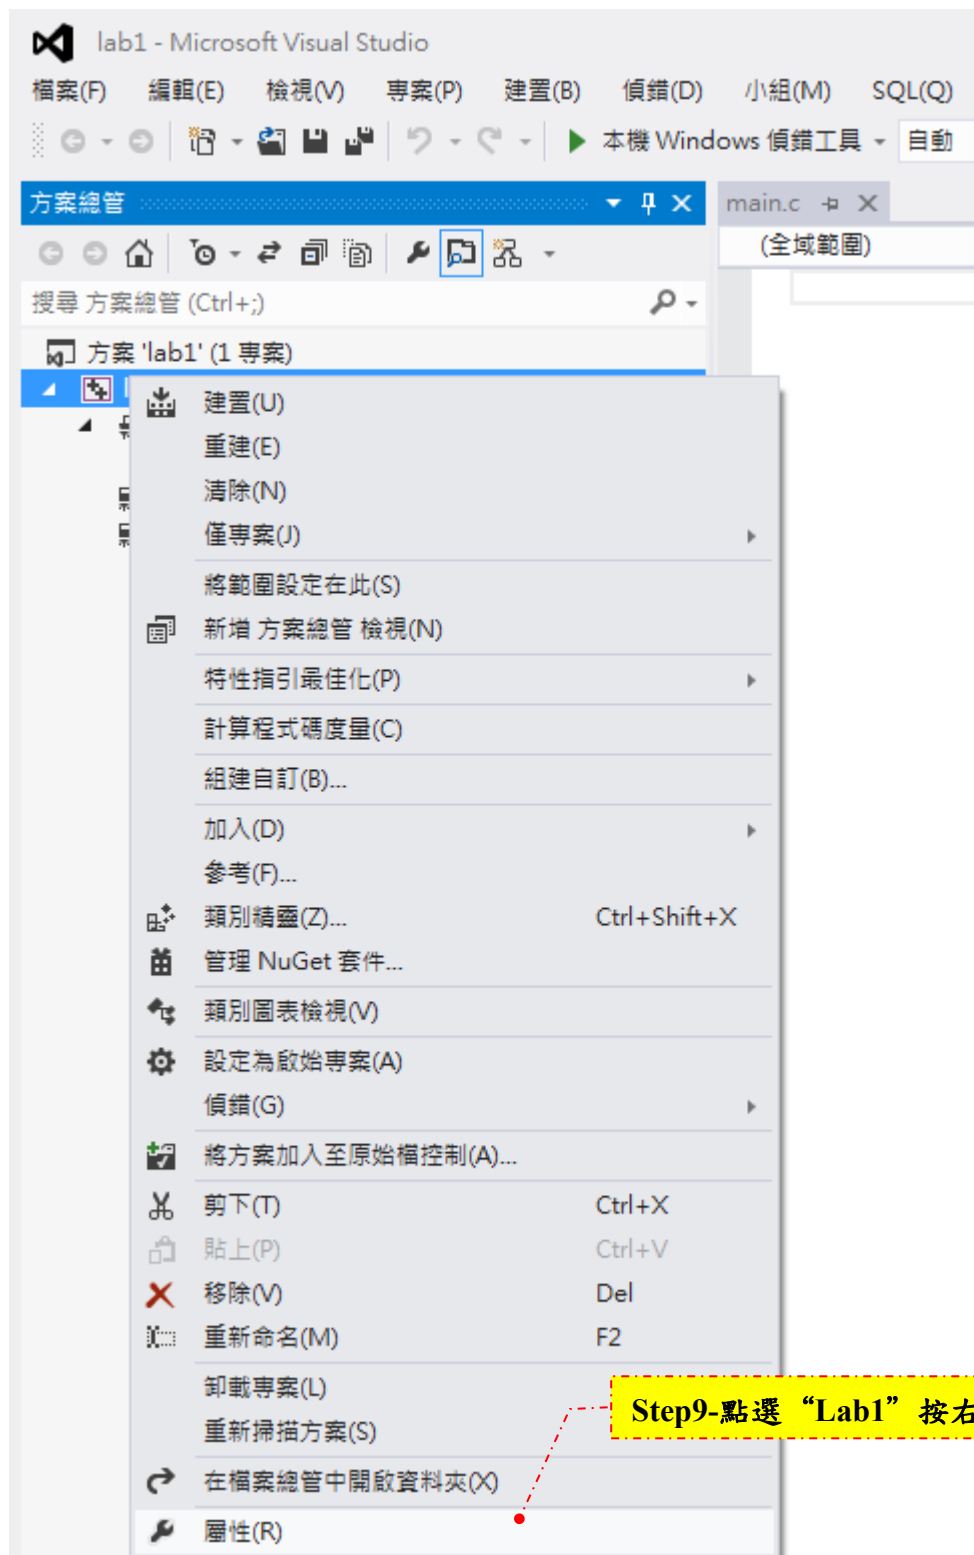 lab1 - Microsoft Visual Studio
檔案(F) 編輯(E) 檢視(V) 專案(P) 建置(B) 偵錯(D) 小組(M) SQL(Q)
本機 Windows 偵錯工具 自動
方案總管
main.c
(全域範圍)
搜尋 方案總管 (Ctrl+;)
方案 'lab1' (1 專案)
建置(U)
重建(E)
清除(N)
僅專案(J)
將範圍設定在此(S)
新增 方案總管 檢視(N)
特性指引最佳化(P)
計算程式碼度量(C)
組建自訂(B)...
加入(D)
參考(F)...
類別精靈(Z)... Ctrl+Shift+X
管理 NuGet 套件...
類別圖表檢視(V)
設定為啟始專案(A)
偵錯(G)
將方案加入至原始檔控制(A)...
剪下(T) Ctrl+X
貼上(P) Ctrl+V
移除(V) Del
重新命名(M) F2
卸載專案(L)
Step9-點選“Lab1”按右
重新掃描方案(S)
在檔案總管中開啟資料夾(X)
屬性(R)